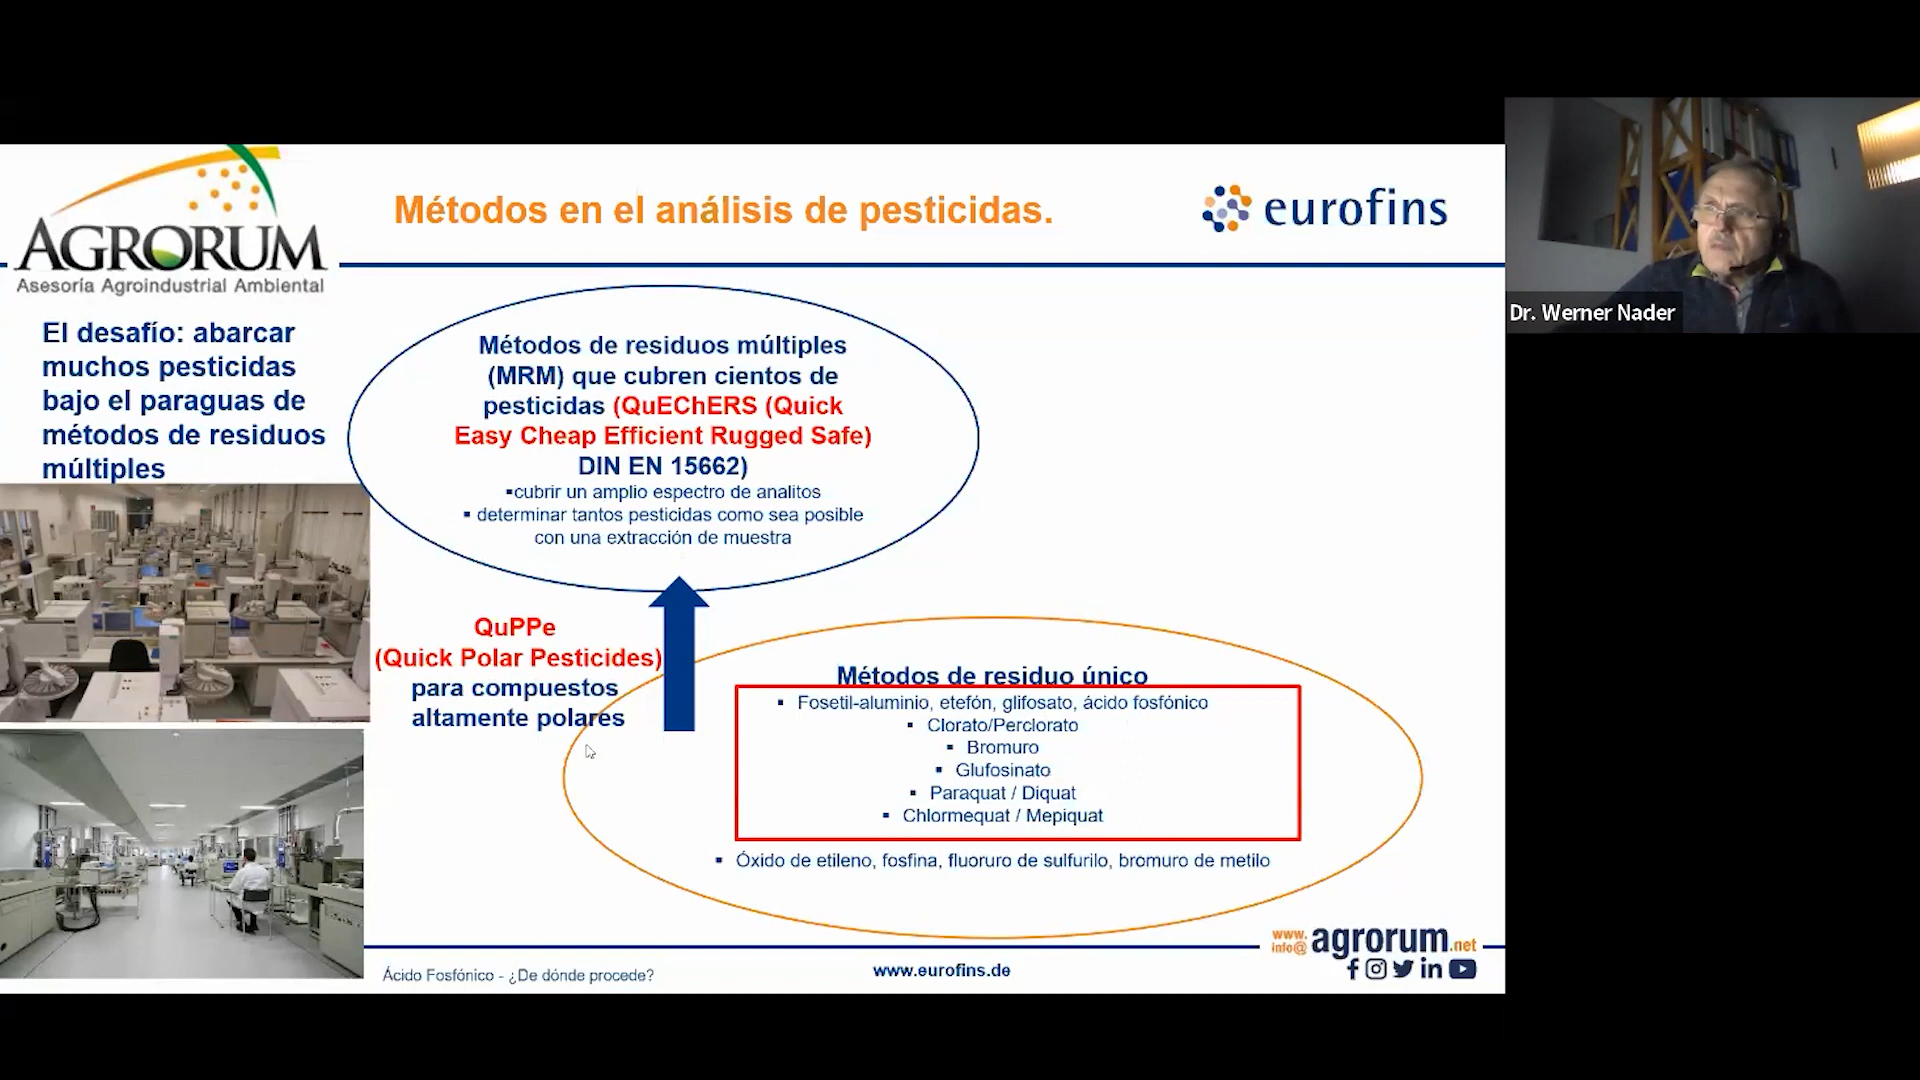 AGRORUM
Asesoría Agroindustrial Ambiental
Métodos en el análisis de pesticidas.
eurofins
Dr. Werner Nader
El desafío: abarcar
muchos pesticidas
bajo el paraguas de
métodos de residuos
múltiples
Métodos de residuos múltiples
(MRM) que cubren cientos de
pesticidas (QuEChERS (Quick
Easy Cheap Efficient Rugged Safe)
DIN EN 15662)
▪cubrir un amplio espectro de analitos
▪ determinar tantos pesticidas como sea posible
con una extracción de muestra
QuPPe
(Quick Polar Pesticides)
para compuestos
altamente polares
Métodos de residuo único
▪ Fosetil-aluminio, etefón, glifosato, ácido fosfónico
▪ Clorato/Perclorato
▪ Bromuro
▪ Glufosinato
▪ Paraquat / Diquat
▪ Chlormequat / Mepiquat
▪ Óxido de etileno, fosfina, fluoruro de sulfurilo, bromuro de metilo
Ácido Fosfónico - ¿De dónde procede?
www.eurofins.de
www.
info@
agrorum.net